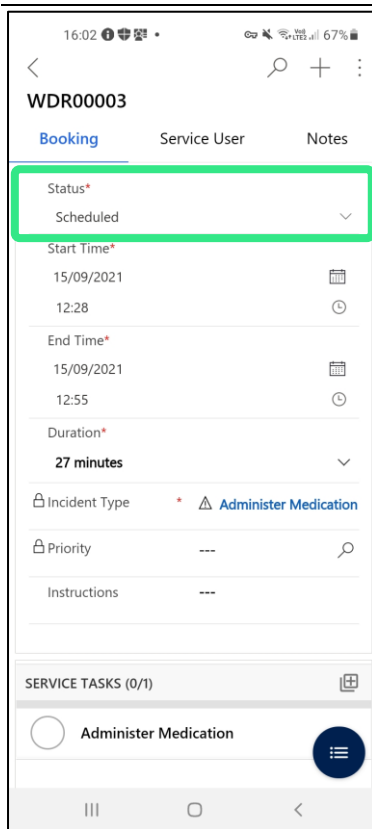 16:02 67%
WDR00003
Booking Service User Notes
Status*
Scheduled
Start Time*
15/09/2021
12:28
End Time*
15/09/2021
12:55
Duration*
27 minutes
Incident Type * Administer Medication
Priority ---
Instructions ---
SERVICE TASKS (0/1)
Administer Medication